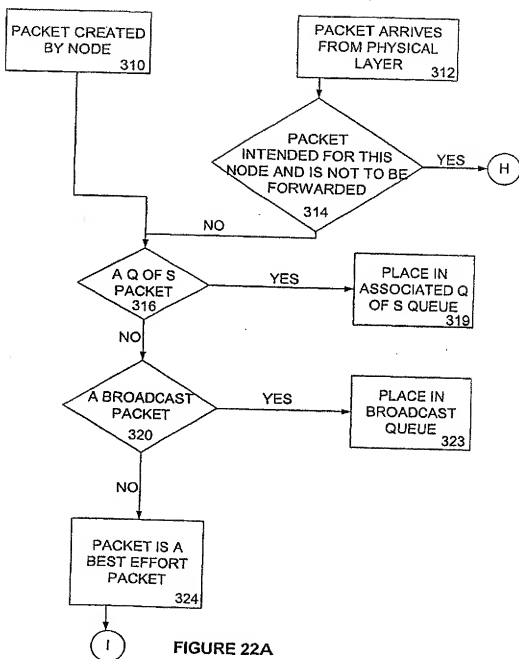 PACKET CREATED
BY NODE
310
PACKET ARRIVES
FROM PHYSICAL
LAYER
312
PACKET
INTENDED FOR THIS
NODE AND IS NOT TO BE
FORWARDED
314
YES
H
NO
A Q OF S
PACKET
316
YES
PLACE IN
ASSOCIATED Q
OF S QUEUE
319
NO
A BROADCAST
PACKET
320
YES
PLACE IN
BROADCAST
QUEUE
323
NO
PACKET IS A
BEST EFFORT
PACKET
324
I
FIGURE 22A